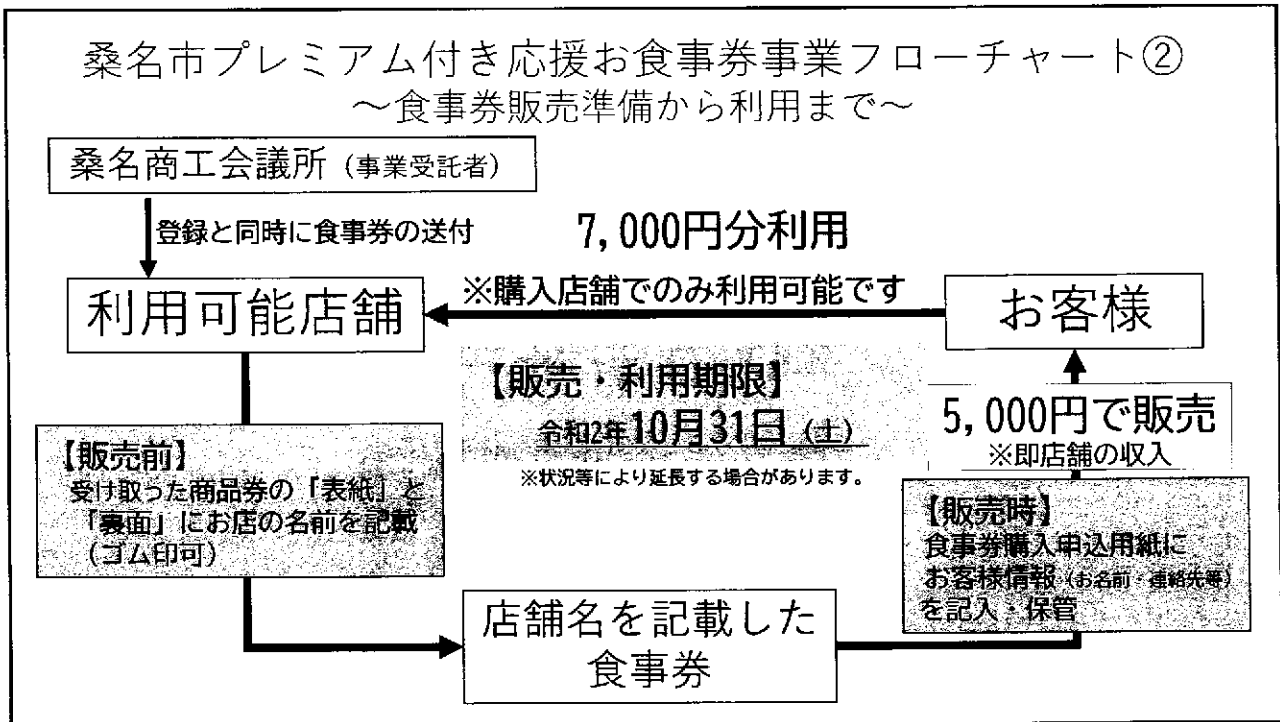 桑名市プレミアム付き応援お食事券事業フローチャート②
～食事券販売準備から利用まで～
桑名商工会議所（事業受託者）
登録と同時に食事券の送付
7,000円分利用
※購入店舗でのみ利用可能です
利用可能店舗
お客様
【販売・利用期限】
令和2年10月31日（土）
※状況等により延長する場合があります。
5,000円で販売
※即店舗の収入
【販売前】
受け取った商品券の「表紙」と
「裏面」にお店の名前を記載
（ゴム印可）
【販売時】
食事券購入申込用紙に
お客様情報（お名前・連絡先等）
を記入・保管
店舗名を記載した
食事券